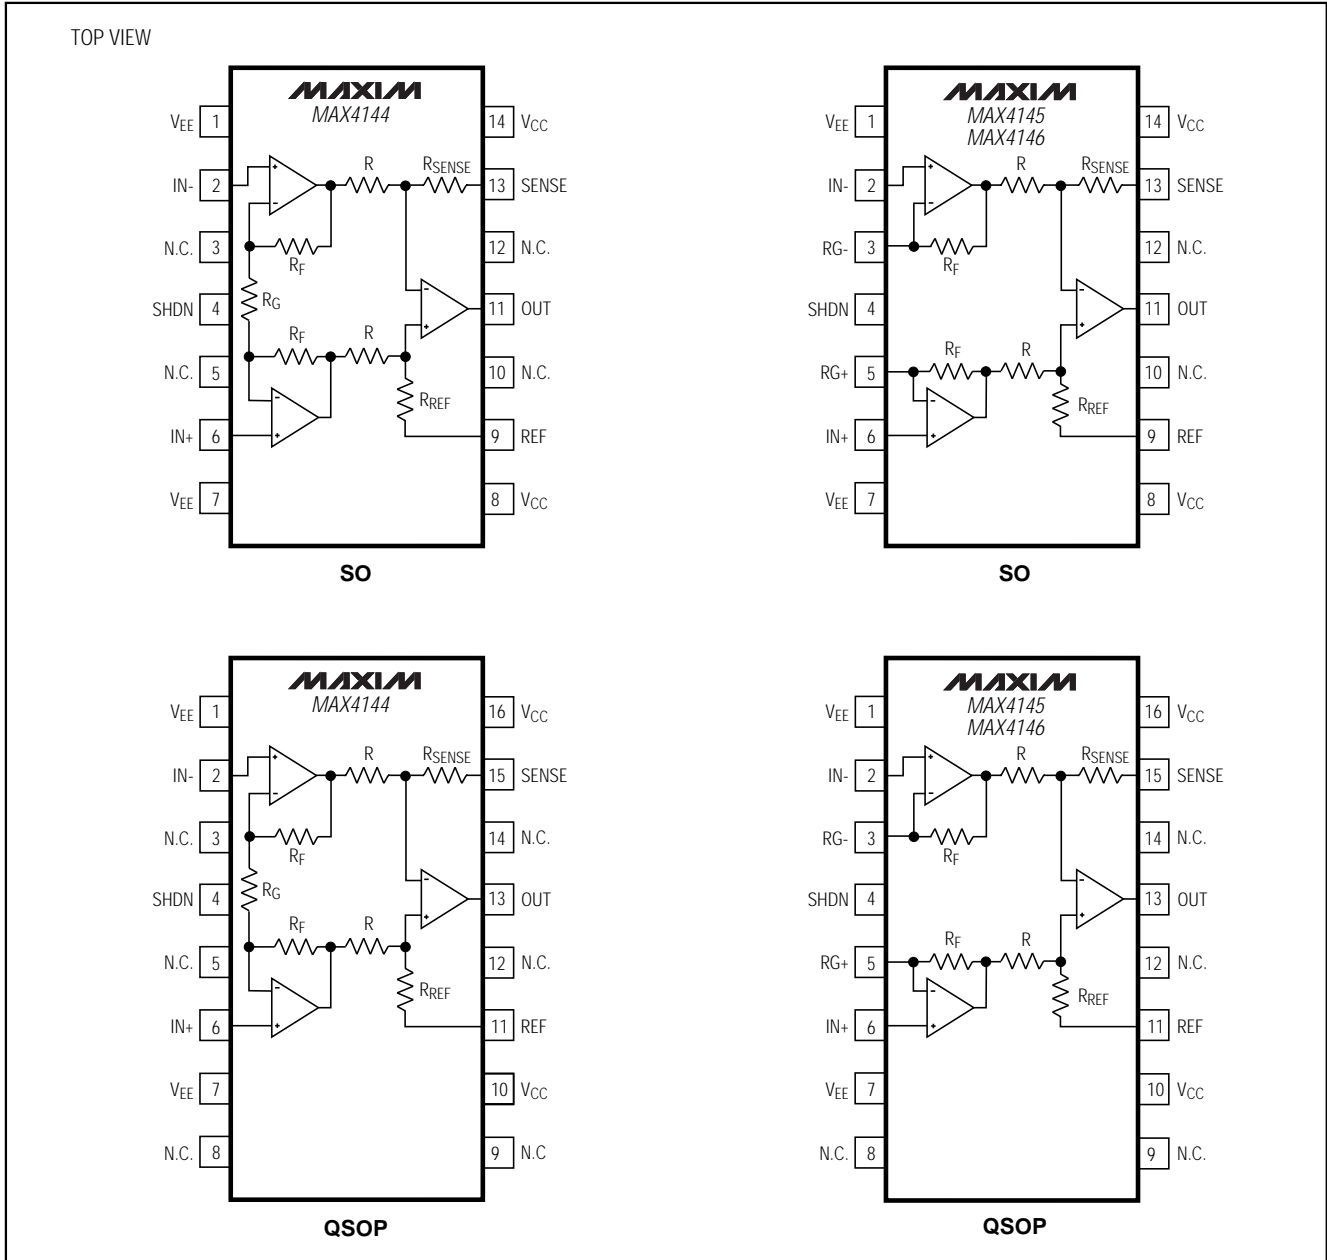 TOP VIEW
MAXIM
MAX4144
VEE 1
IN- 2
N.C. 3
SHDN 4
N.C. 5
IN+ 6
VEE 7
14 VCC
13 SENSE
12 N.C.
11 OUT
10 N.C.
9 REF
8 VCC
R
RSENSE
+
-
RF
RG
RF
R
-
+
RREF
-
+
SO
MAXIM
MAX4145
MAX4146
VEE 1
IN- 2
RG- 3
SHDN 4
RG+ 5
IN+ 6
VEE 7
14 VCC
13 SENSE
12 N.C.
11 OUT
10 N.C.
9 REF
8 VCC
R
RSENSE
+
-
RF
-
+
RF
R
RREF
-
+
SO
MAXIM
MAX4144
VEE 1
IN- 2
N.C. 3
SHDN 4
N.C. 5
IN+ 6
VEE 7
N.C. 8
16 VCC
15 SENSE
14 N.C.
13 OUT
12 N.C.
11 REF
10 VCC
9 N.C
R
RSENSE
+
-
RF
RG
RF
R
-
+
RREF
-
+
QSOP
MAXIM
MAX4145
MAX4146
VEE 1
IN- 2
RG- 3
SHDN 4
RG+ 5
IN+ 6
VEE 7
N.C. 8
16 VCC
15 SENSE
14 N.C.
13 OUT
12 N.C.
11 REF
10 VCC
9 N.C.
R
RSENSE
+
-
RF
-
+
RF
R
RREF
-
+
QSOP